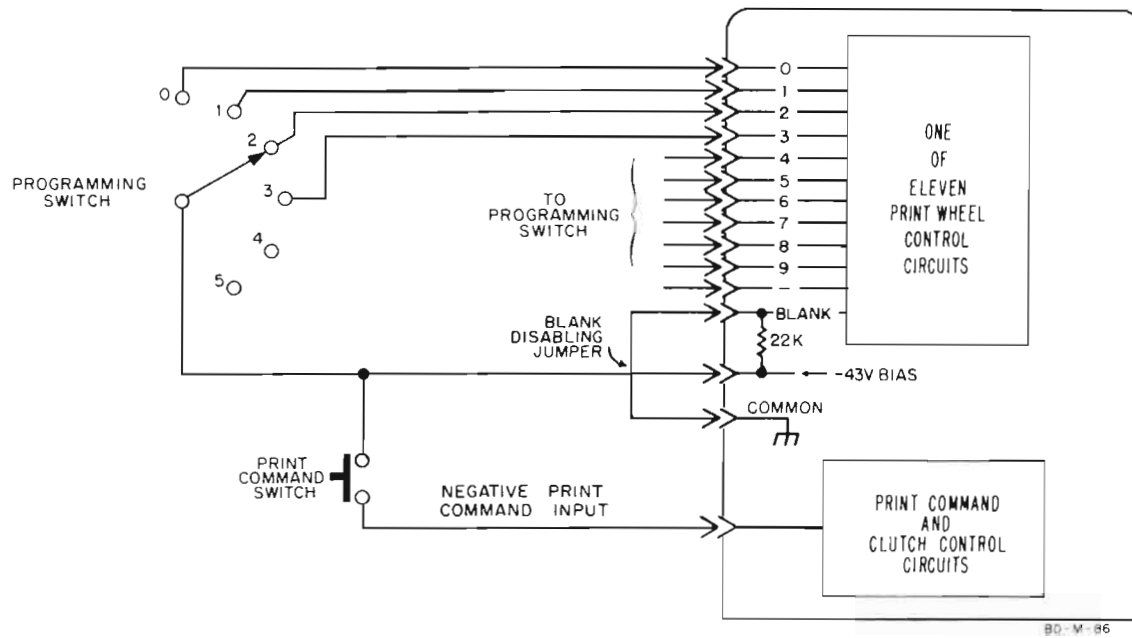 0
1
2
3
4
5
PROGRAMMING
SWITCH
TO
PROGRAMMING
SWITCH
0
1
2
3
4
5
6
7
8
9
–
BLANK
22K
-43V BIAS
COMMON
BLANK
DISABLING
JUMPER
ONE
OF
ELEVEN
PRINT WHEEL
CONTROL
CIRCUITS
PRINT
COMMAND
SWITCH
NEGATIVE PRINT
COMMAND INPUT
PRINT COMMAND
AND
CLUTCH CONTROL
CIRCUITS
BD-M-86